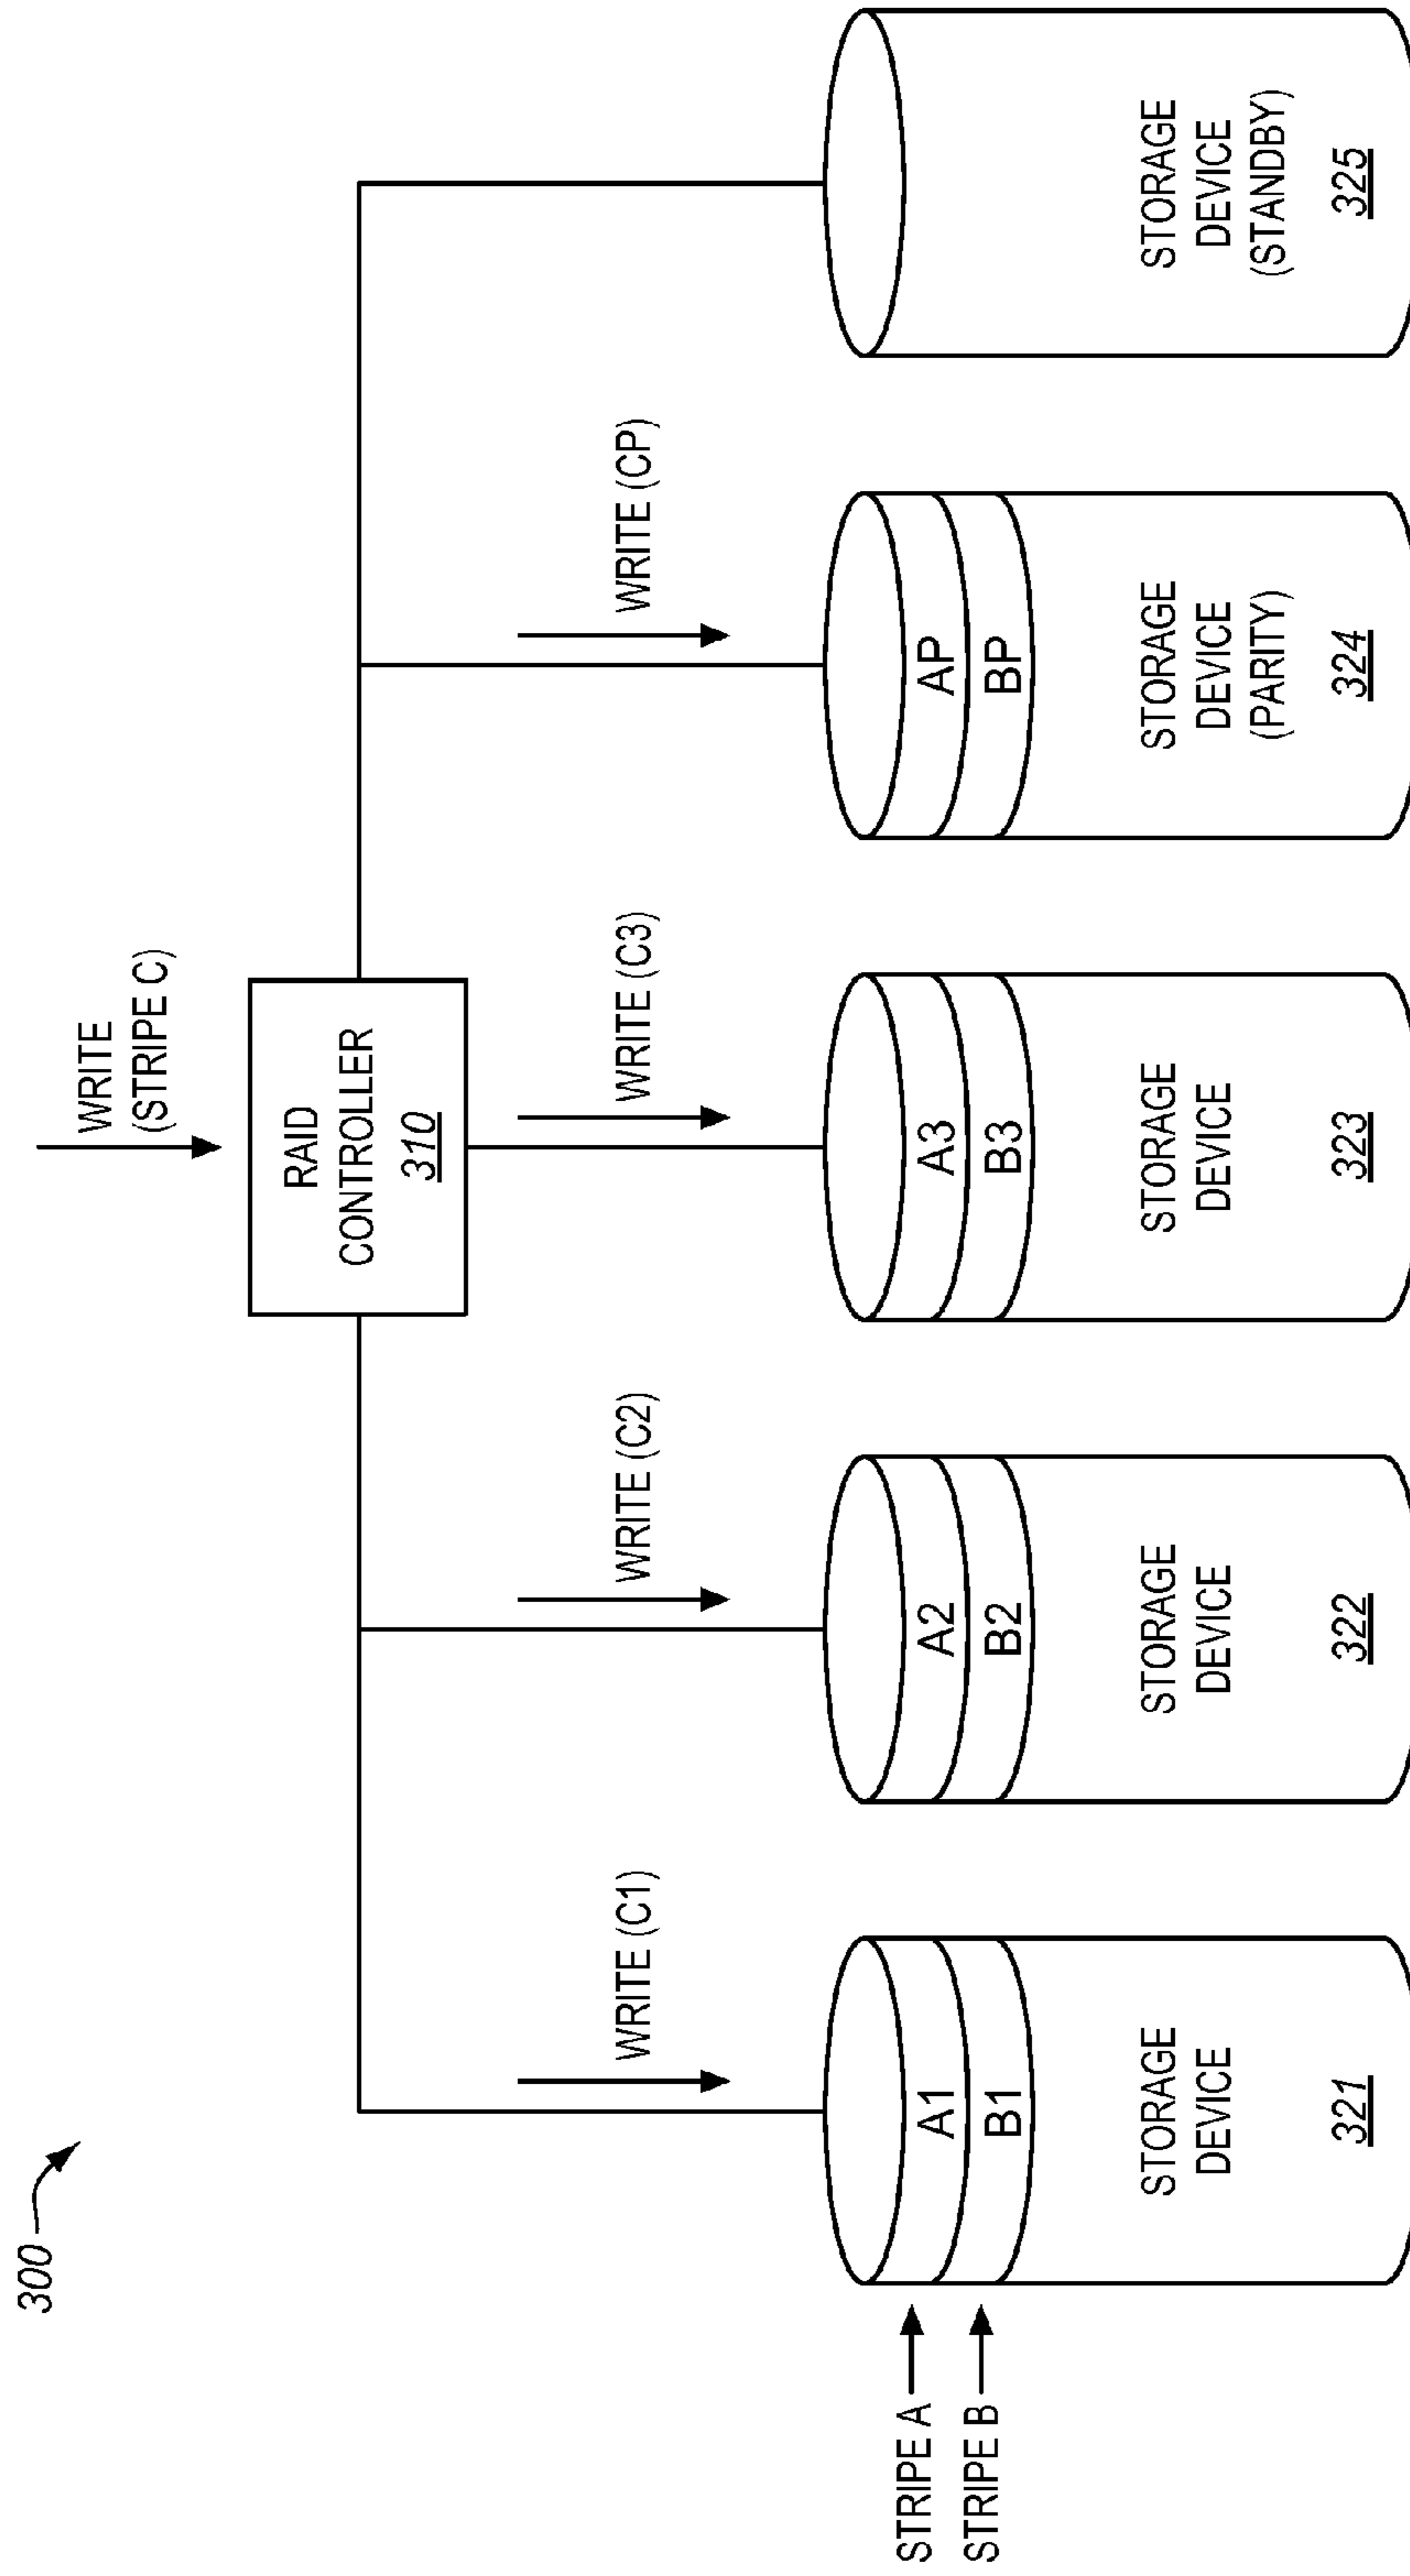 300
WRITE
(STRIPE C)
RAID
CONTROLLER
310
WRITE (C1)
WRITE (C2)
WRITE (C3)
WRITE (CP)
STRIPE A
STRIPE B
A1
B1
STORAGE
DEVICE
321
A2
B2
STORAGE
DEVICE
322
A3
B3
STORAGE
DEVICE
323
AP
BP
STORAGE
DEVICE
(PARITY)
324
STORAGE
DEVICE
(STANDBY)
325